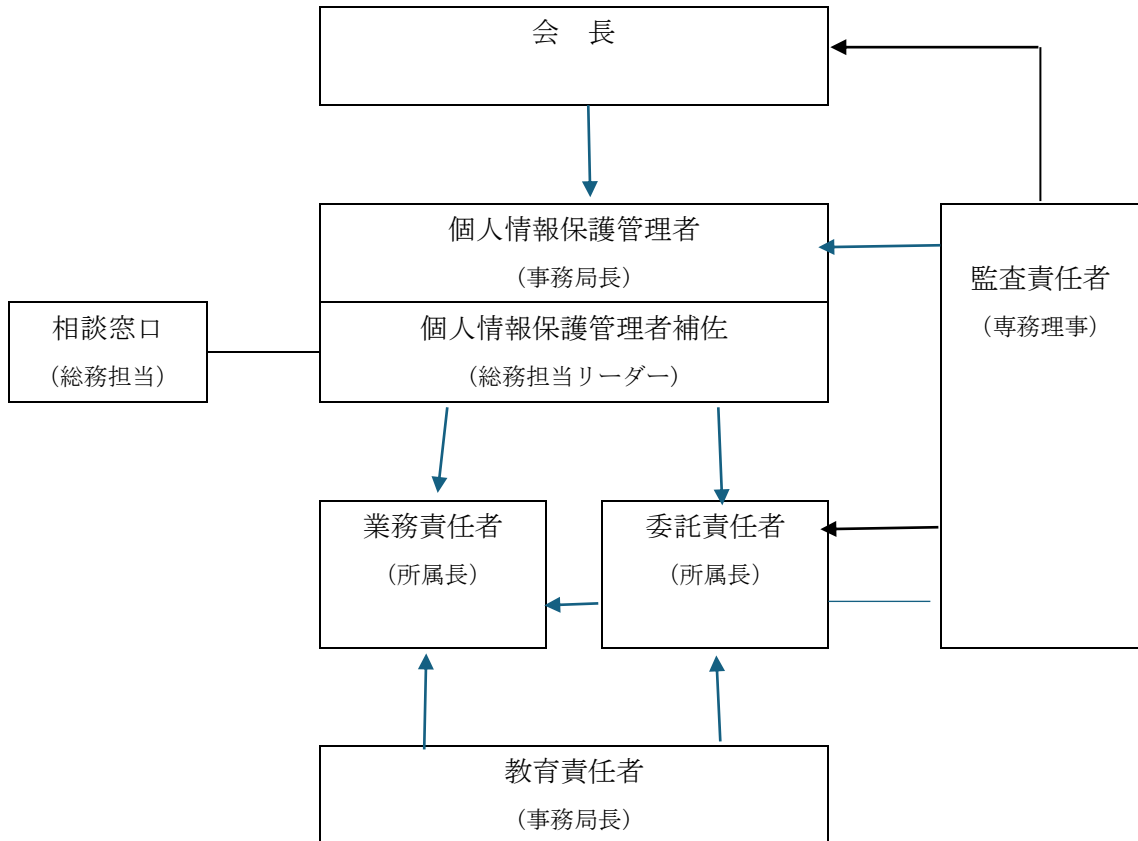 会　長
個人情報保護管理者
（事務局長）
監査責任者
（専務理事）
相談窓口
（総務担当）
個人情報保護管理者補佐
（総務担当リーダー）
業務責任者
（所属長）
委託責任者
（所属長）
教育責任者
（事務局長）